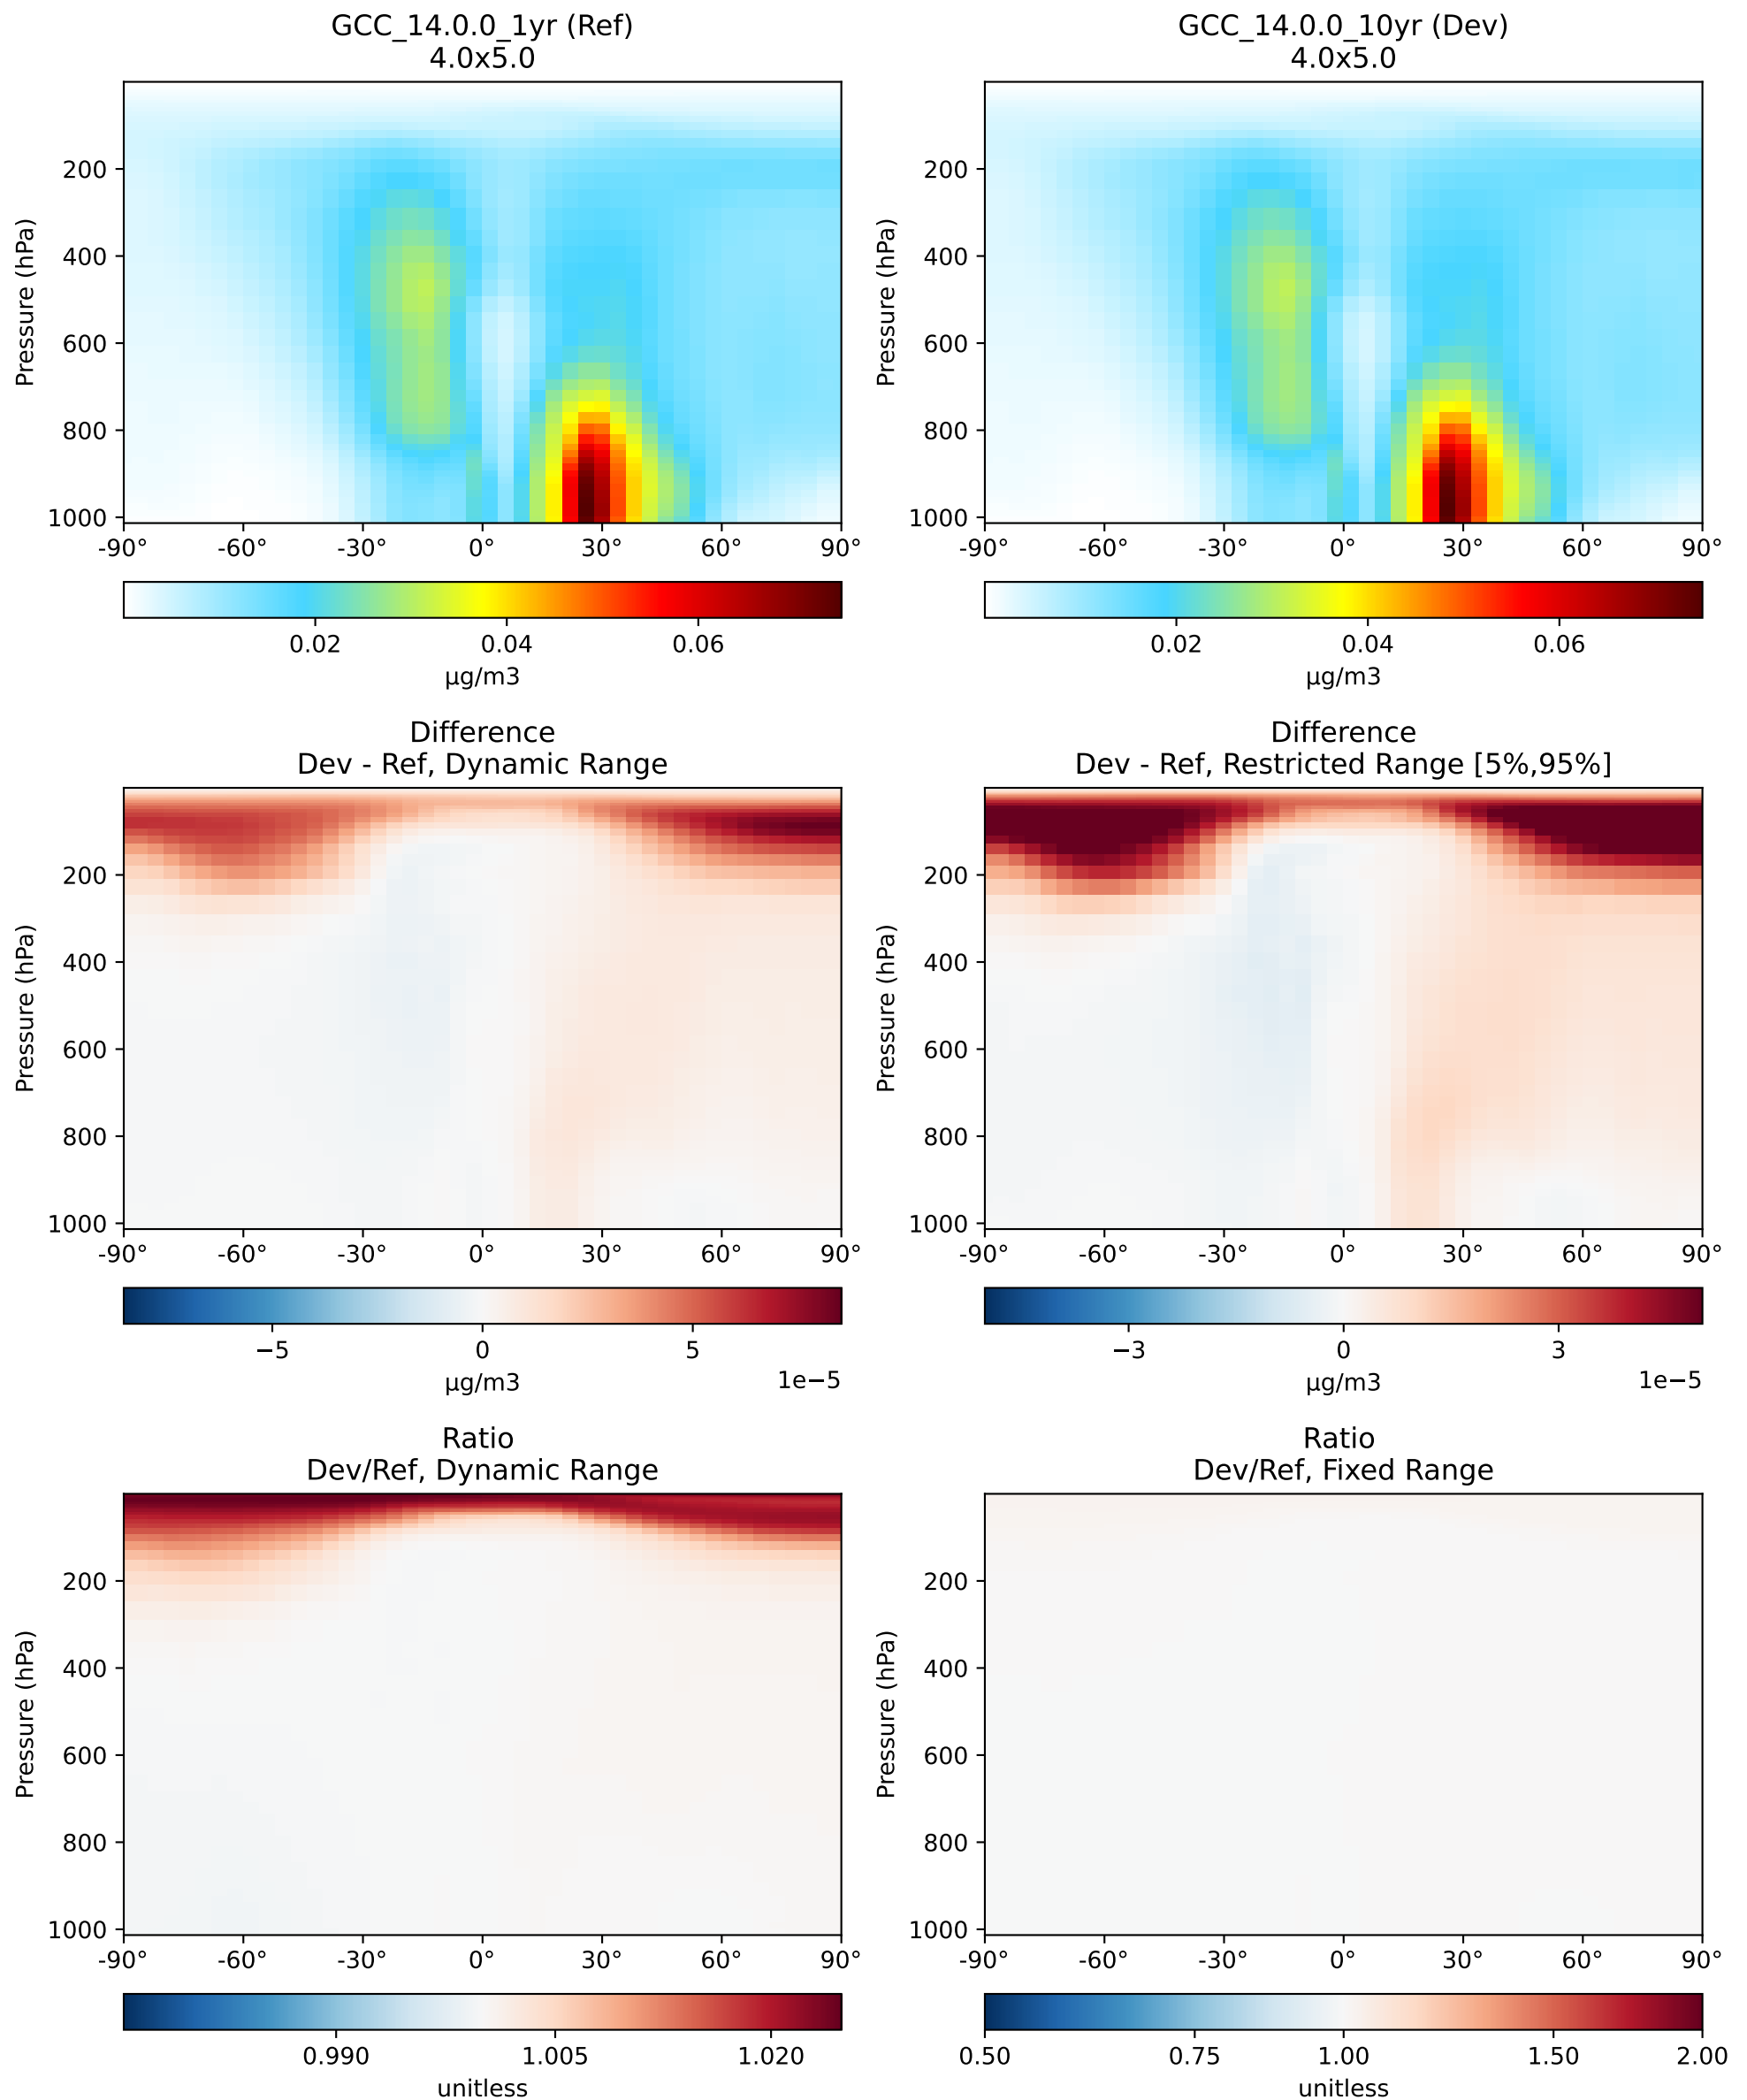 GCC_14.0.0_1yr (Ref)
4.0x5.0
Pressure (hPa)
200
400
600
800
1000
-90° -60° -30° 0° 30° 60° 90°
0.02 0.04 0.06
µg/m3
GCC_14.0.0_10yr (Dev)
4.0x5.0
Pressure (hPa)
200
400
600
800
1000
-90° -60° -30° 0° 30° 60° 90°
0.02 0.04 0.06
µg/m3
Difference
Dev - Ref, Dynamic Range
Pressure (hPa)
200
400
600
800
1000
-90° -60° -30° 0° 30° 60° 90°
−5 0 5
µg/m3 1e−5
Difference
Dev - Ref, Restricted Range [5%,95%]
Pressure (hPa)
200
400
600
800
1000
-90° -60° -30° 0° 30° 60° 90°
−3 0 3
µg/m3 1e−5
Ratio
Dev/Ref, Dynamic Range
Pressure (hPa)
200
400
600
800
1000
-90° -60° -30° 0° 30° 60° 90°
0.990 1.005 1.020
unitless
Ratio
Dev/Ref, Fixed Range
Pressure (hPa)
200
400
600
800
1000
-90° -60° -30° 0° 30° 60° 90°
0.50 0.75 1.00 1.50 2.00
unitless